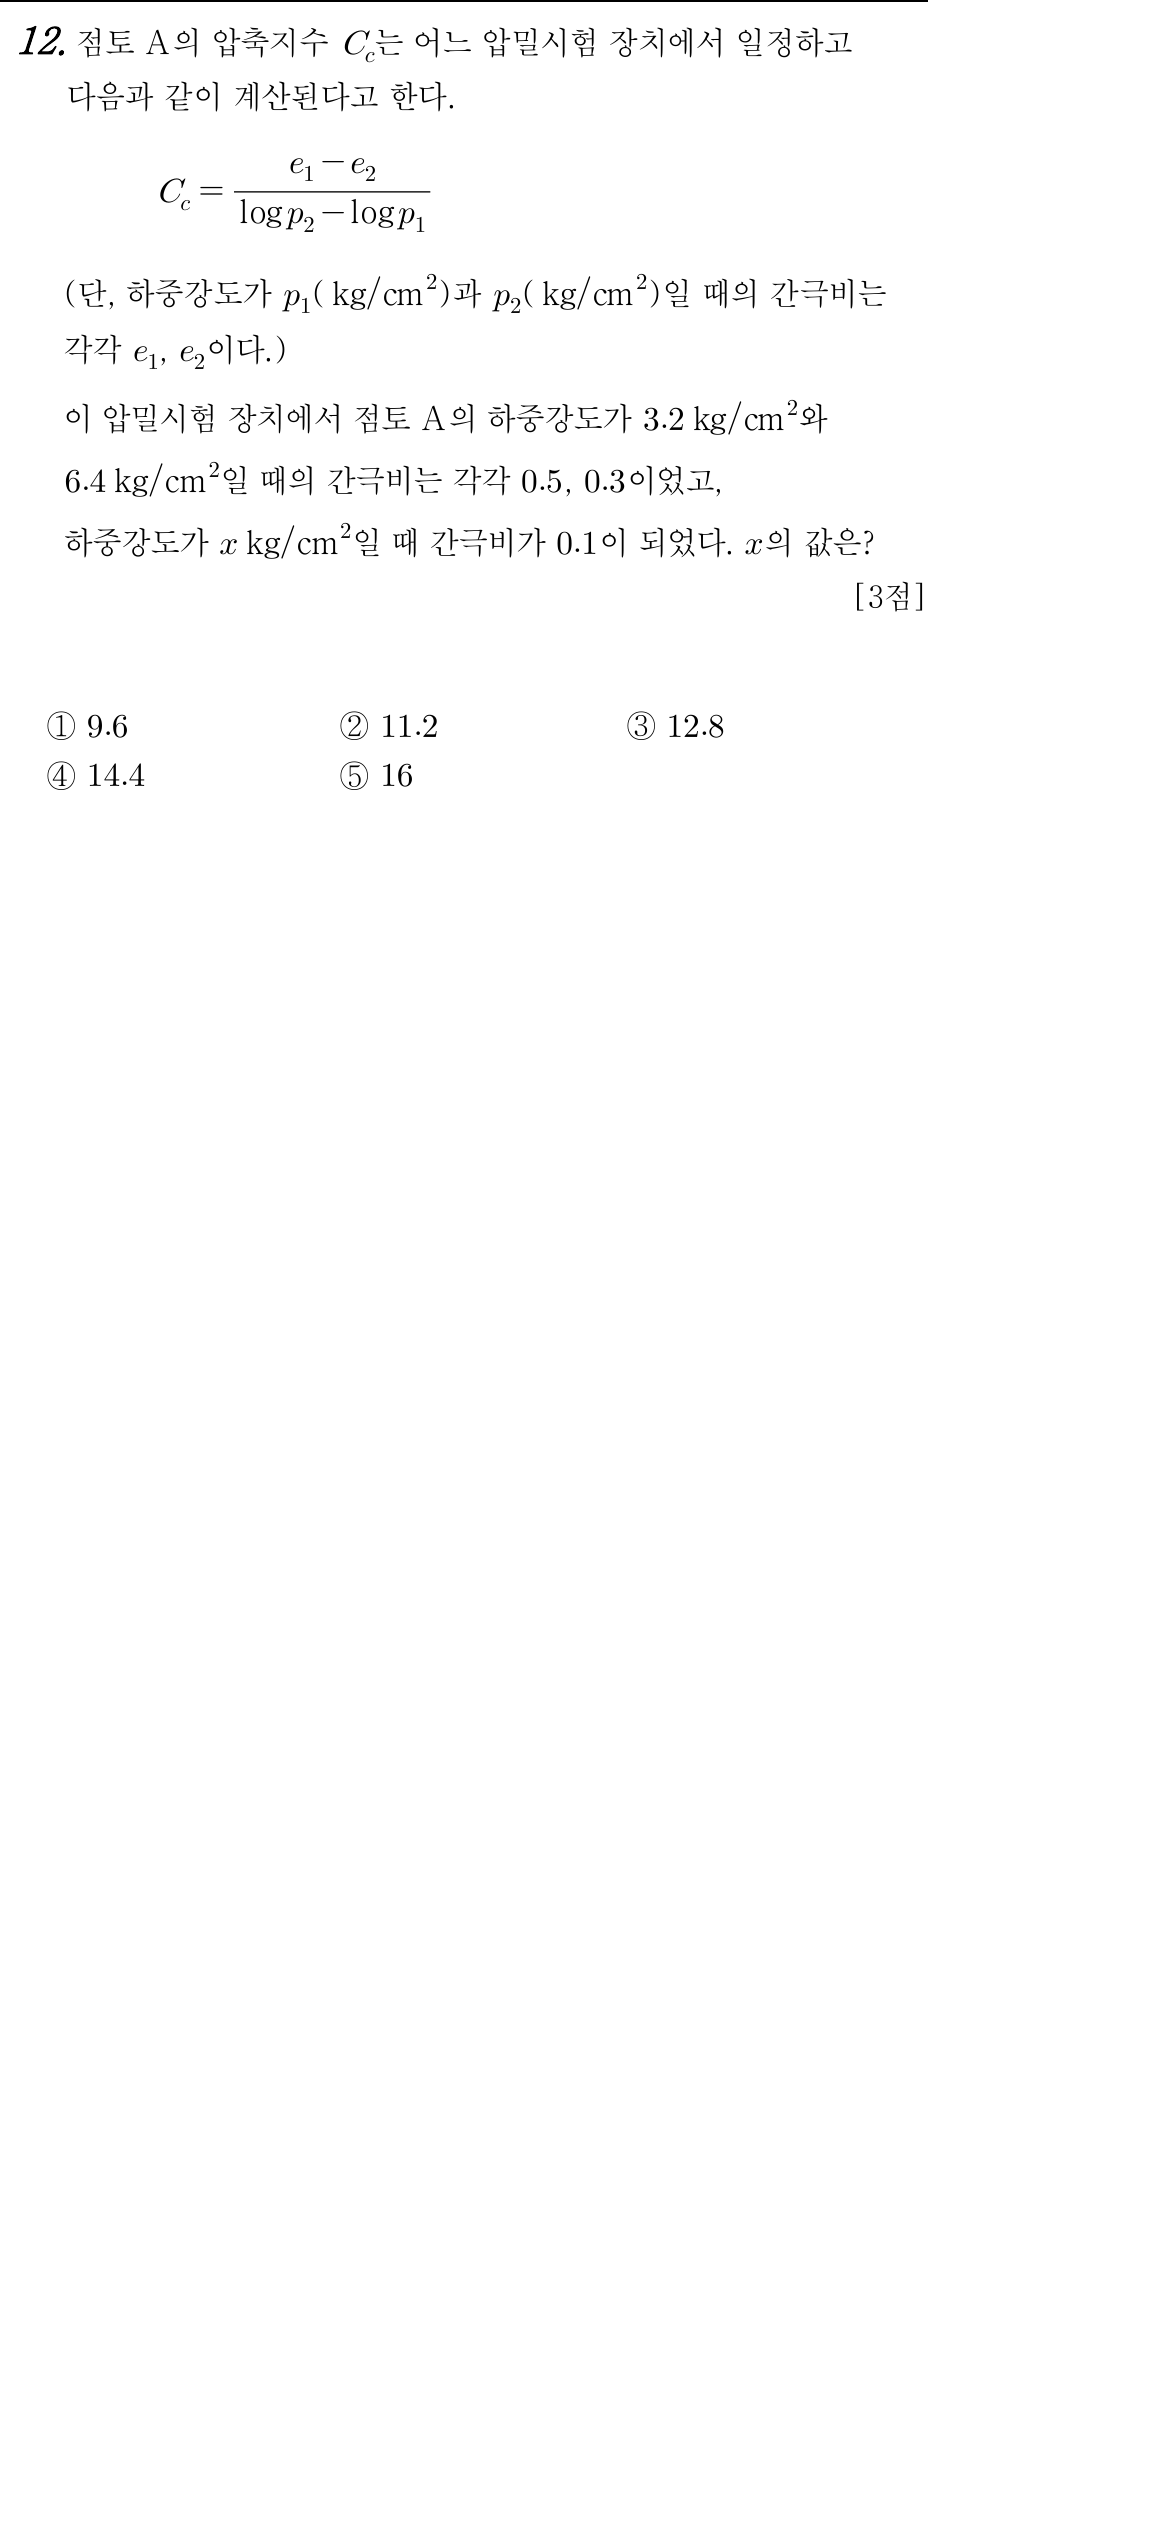 12. 점토 A의 압축지수 C_c는 어느 압밀시험 장치에서 일정하고
다음과 같이 계산된다고 한다.
C_c = \frac{e_1 - e_2}{\log p_2 - \log p_1}
(단, 하중강도가 p_1( kg/cm^2)과 p_2( kg/cm^2)일 때의 간극비는
각각 e_1, e_2이다.)
이 압밀시험 장치에서 점토 A의 하중강도가 3.2 kg/cm^2와
6.4 kg/cm^2일 때의 간극비는 각각 0.5, 0.3이었고,
하중강도가 x kg/cm^2일 때 간극비가 0.1이 되었다. x의 값은?
[3점]
① 9.6 ② 11.2 ③ 12.8
④ 14.4 ⑤ 16